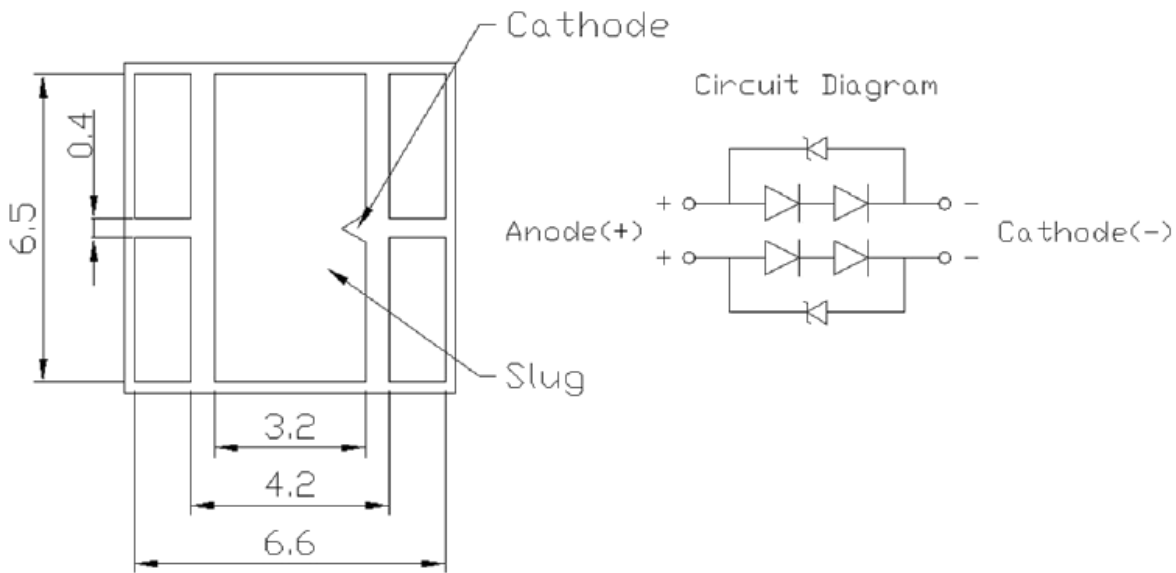 Cathode
Circuit Diagram
0.4
6.5
+ -
Anode(+) Cathode(-)
+ -
Slug
3.2
4.2
6.6